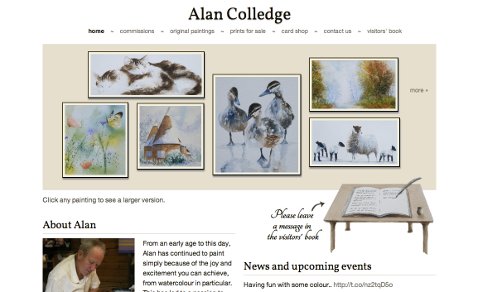 Alan Colledge
home ~ commissions ~ original paintings ~ prints for sale ~ card shop ~ contact us ~ visitors' book
more »
Click any painting to see a larger version.
Please leave
a message in
the visitors' book
About Alan
From an early age to this day,
Alan has continued to paint
simply because of the joy and
excitement you can achieve,
from watercolour in particular.
News and upcoming events
Having fun with some colour.. http://t.co/nz2tqD5o